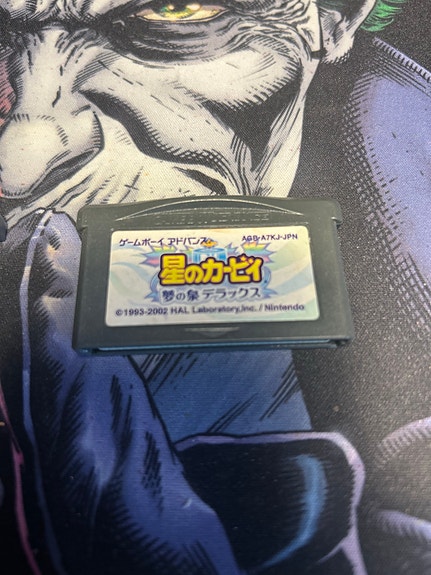 ゲームボーイ アドバンス AGB-A7KJ-JPN
星のカービィ
夢の泉 デラックス
©1993-2002 HAL Laboratory,Inc. / Nintendo